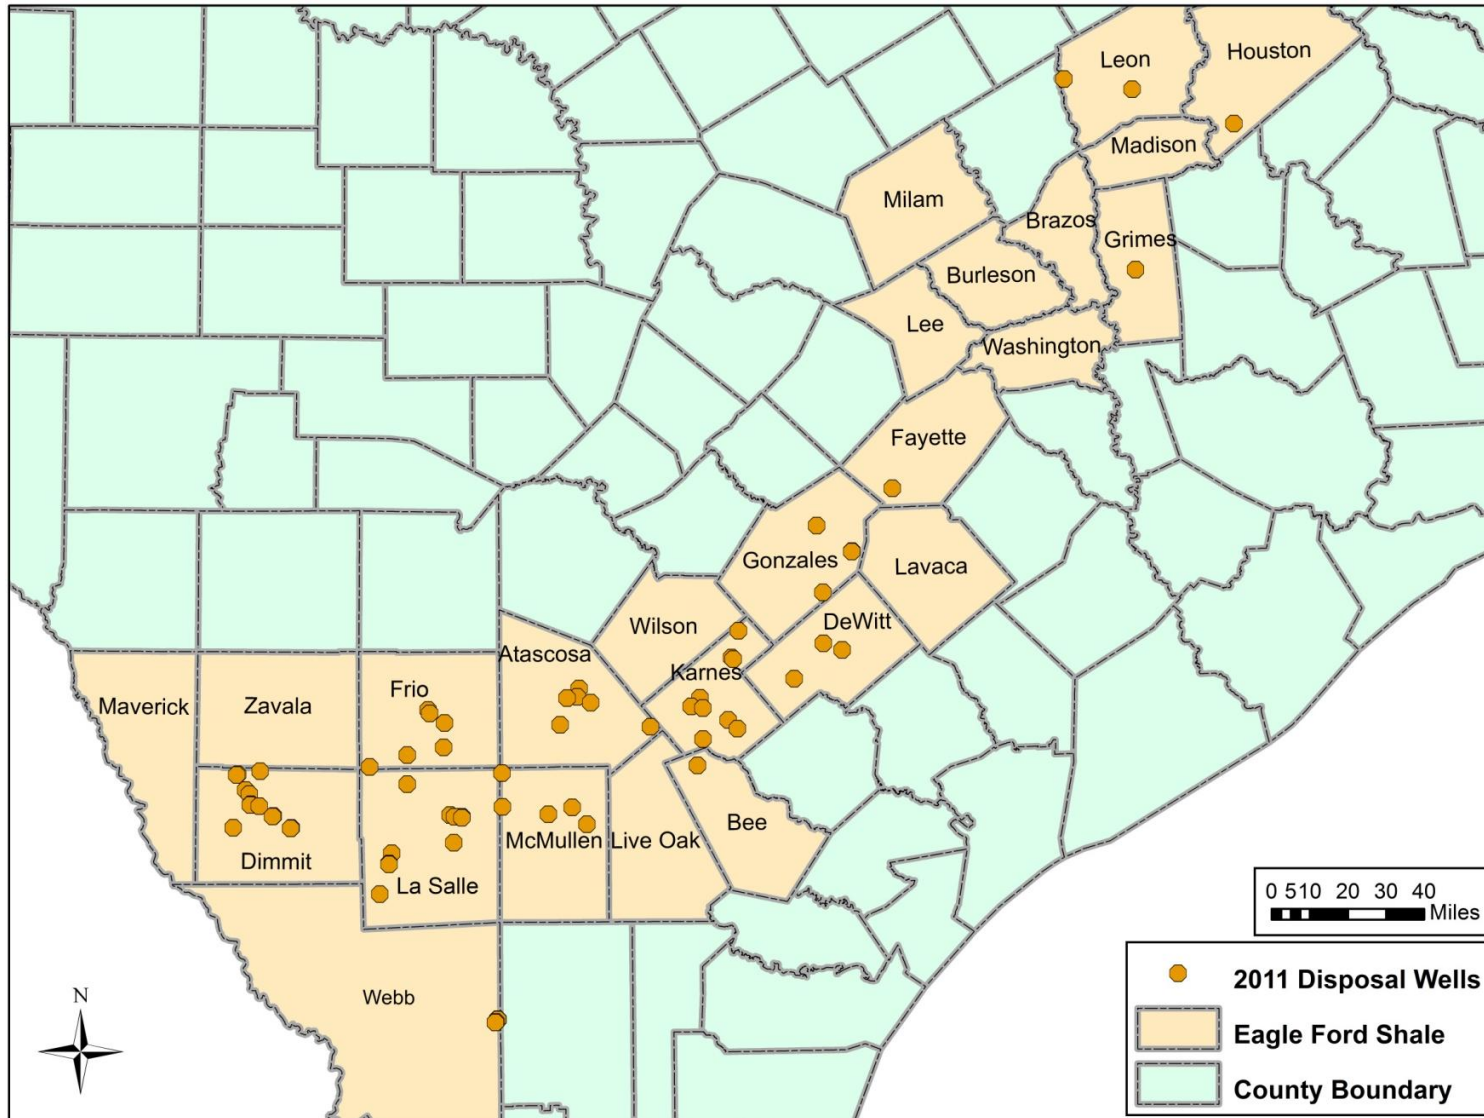 Leon
Houston
Madison
Milam
Brazos
Grimes
Burleson
Lee
Washington
Fayette
Gonzales
Lavaca
Wilson
DeWitt
Atascosa
Karnes
Maverick
Zavala
Frio
Bee
McMullen
Live Oak
Dimmit
La Salle
Webb
N
0 510 20 30 40
Miles
2011 Disposal Wells
Eagle Ford Shale
County Boundary